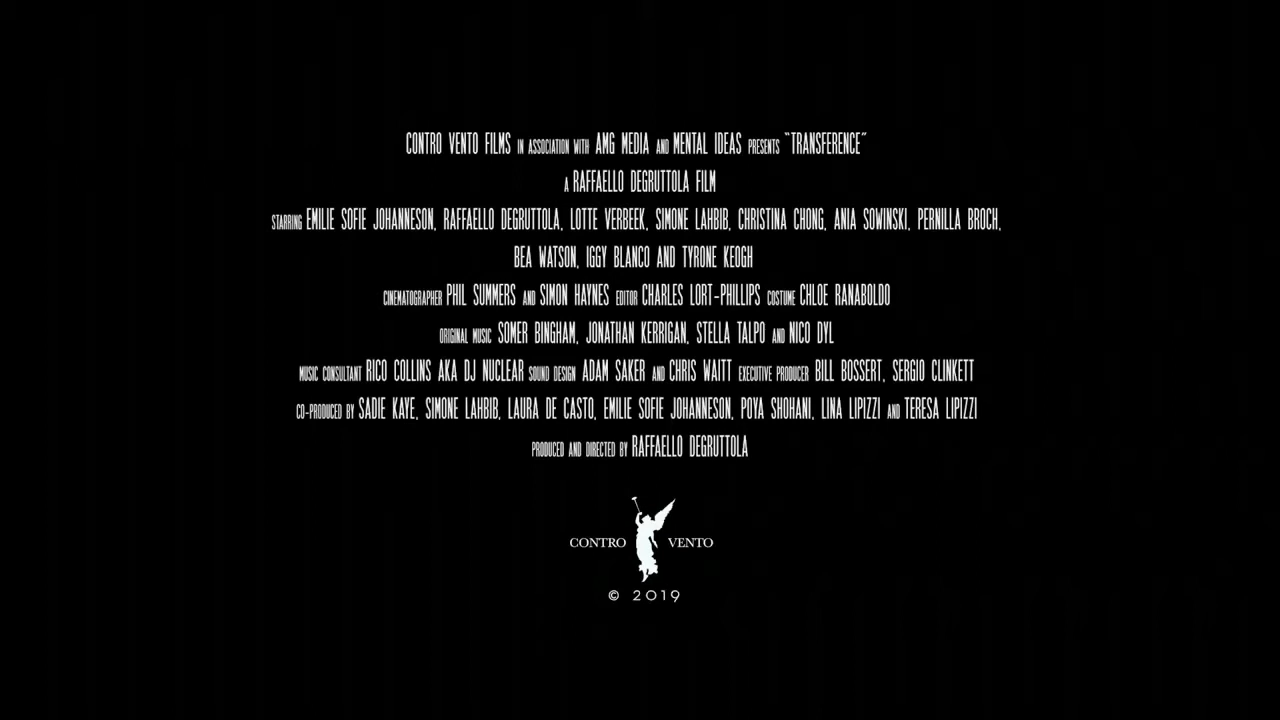 CONTRO VENTO FILMS IN ASSOCIATION WITH AMG MEDIA AND MENTAL IDEAS PRESENTS "TRANSFERENCE"
A RAFFAELLO DEGRUTTOLA FILM
STARRING EMILIE SOFIE JOHANNESON, RAFFAELLO DEGRUTTOLA, LOTTE VERBEEK, SIMONE LAHBIB, CHRISTINA CHONG, ANIA SOWINSKI, PERNILLA BROCH,
BEA WATSON, IGGY BLANCO AND TYRONE KEOGH
CINEMATOGRAPHER PHIL SUMMERS AND SIMON HAYNES EDITOR CHARLES LORT-PHILLIPS COSTUME CHLOE RANABOLDO
ORIGINAL MUSIC SOMER BINGHAM, JONATHAN KERRIGAN, STELLA TALPO AND NICO DYL
MUSIC CONSULTANT RICO COLLINS AKA DJ NUCLEAR SOUND DESIGN ADAM SAKER AND CHRIS WAITT EXECUTIVE PRODUCER BILL BOSSERT, SERGIO CLINKETT
CO-PRODUCED BY SADIE KAYE, SIMONE LAHBIB, LAURA DE CASTO, EMILIE SOFIE JOHANNESON, POYA SHOHANI, LINA LIPIZZI AND TERESA LIPIZZI
PRODUCED AND DIRECTED BY RAFFAELLO DEGRUTTOLA
CONTRO VENTO
© 2019